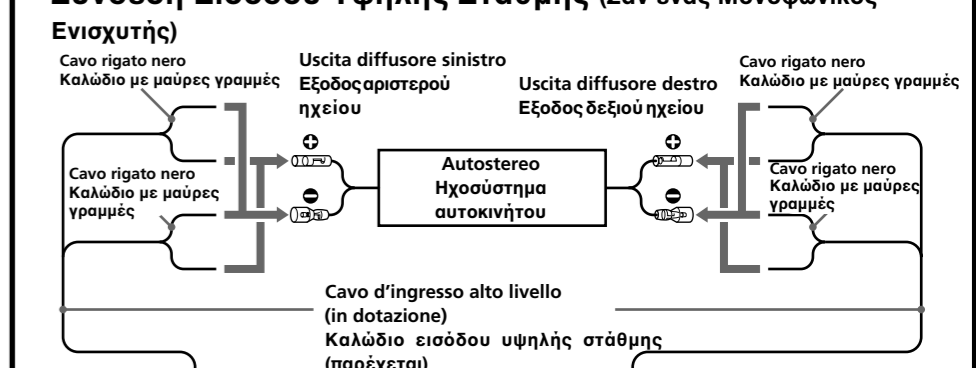 Σύνδεση Εισόδου Υψηλής Στάθμης (Σαν ένας Μονοφωνικός
Ενισχυτής)
Cavo rigato nero
Καλώδιο με μαύρες γραμμές
Uscita diffusore sinistro
Εξοδος αριστερού
ηχείου
Uscita diffusore destro
Εξοδος δεξιού ηχείου
Cavo rigato nero
Καλώδιο με μαύρες γραμμές
Cavo rigato nero
Καλώδιο με μαύρες
γραμμές
Autostereo
Ηχοσύστημα
αυτοκινήτου
Cavo rigato nero
Καλώδιο με μαύρες
γραμμές
Cavo d'ingresso alto livello
(in dotazione)
Καλώδιο εισόδου υψηλής στάθμης
(παρέχεται)